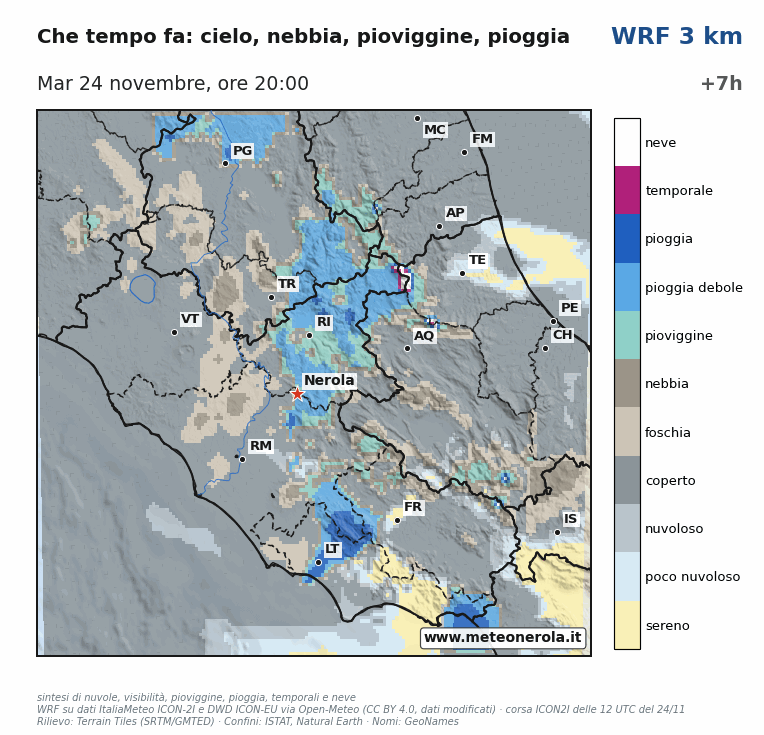 Che tempo fa: cielo, nebbia, pioviggine, pioggia
WRF 3 km
Mar 24 novembre, ore 20:00
+7h
MC
FM
PG
AP
TE
TR
PE
VT
RI
AQ
CH
Nerola
RM
FR
IS
LT
www.meteonerola.it
neve
temporale
pioggia
pioggia debole
pioviggine
nebbia
foschia
coperto
nuvoloso
poco nuvoloso
sereno
sintesi di nuvole, visibilità, pioviggine, pioggia, temporali e neve
WRF su dati ItaliaMeteo ICON-2I e DWD ICON-EU via Open-Meteo (CC BY 4.0, dati modificati) · corsa ICON2I delle 12 UTC del 24/11
Rilievo: Terrain Tiles (SRTM/GMTED) · Confini: ISTAT, Natural Earth · Nomi: GeoNames